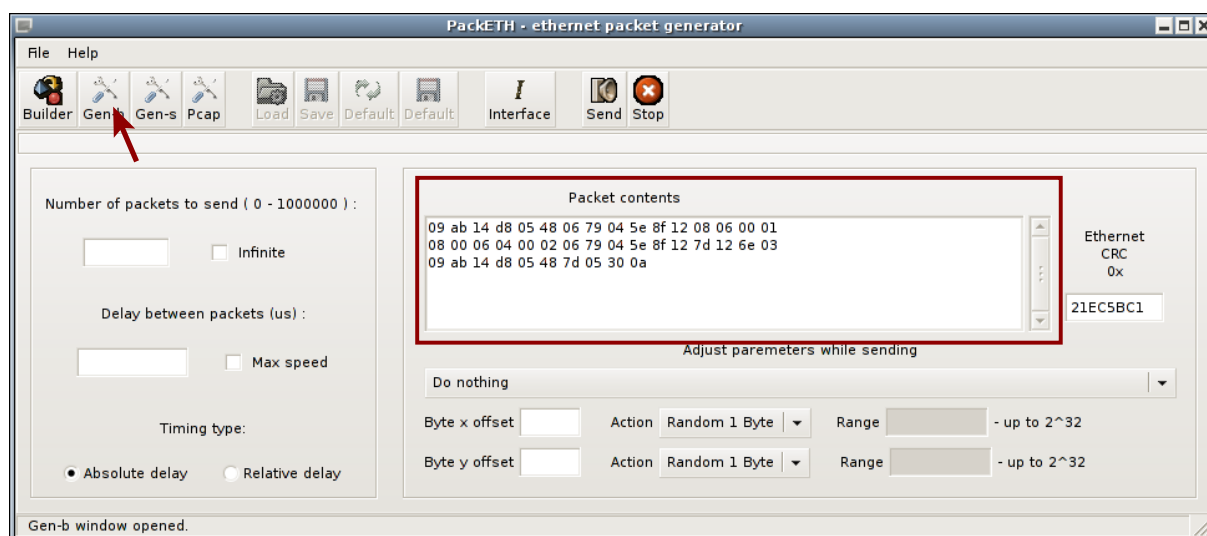 PackETH - ethernet packet generator
File Help
Builder Gen-b Gen-s Pcap Load Save Default Default Interface Send Stop
Number of packets to send ( 0 - 1000000 ) :
Infinite
Delay between packets (us) :
Max speed
Timing type:
Absolute delay Relative delay
Packet contents
09 ab 14 d8 05 48 06 79 04 5e 8f 12 08 06 00 01
08 00 06 04 00 02 06 79 04 5e 8f 12 7d 12 6e 03
09 ab 14 d8 05 48 7d 05 30 0a
Ethernet
CRC
0x
21EC5BC1
Adjust paremeters while sending
Do nothing
Byte x offset Action Random 1 Byte Range - up to 2^32
Byte y offset Action Random 1 Byte Range - up to 2^32
Gen-b window opened.